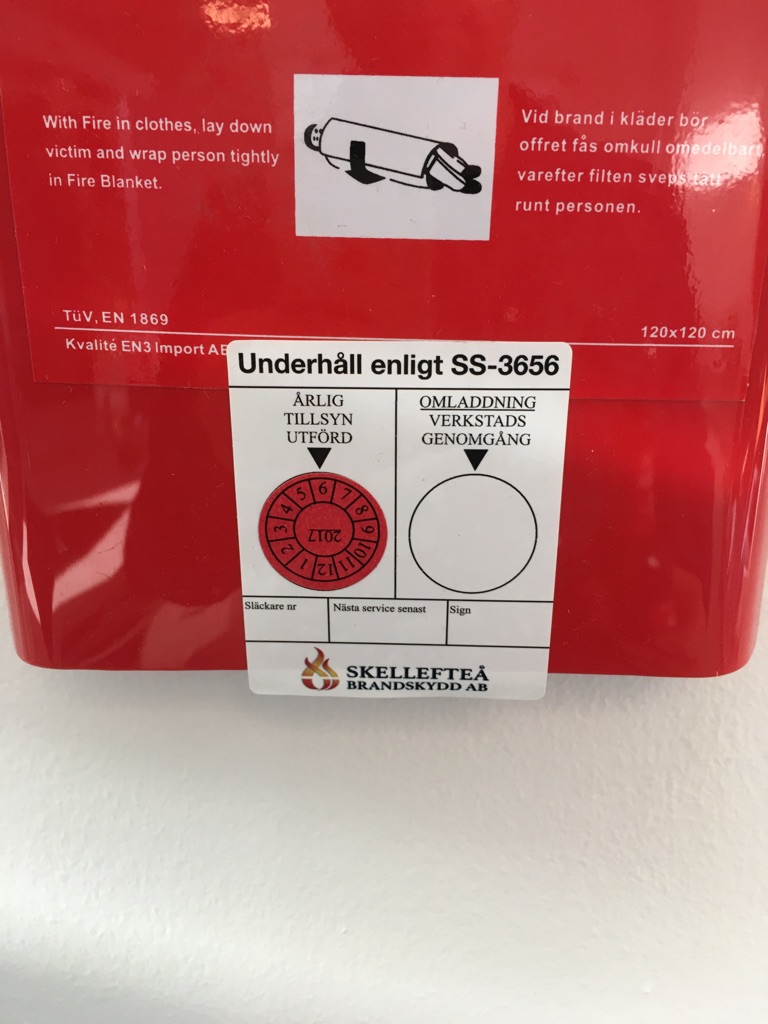 With Fire in clothes, lay down
victim and wrap person tightly
in Fire Blanket.
Vid brand i kläder bör
offret fås omkull omedelbart
varefter filten sveps tätt
runt personen.
TüV, EN 1869
120x120 cm
Kvalité EN3 Import AB
Underhåll enligt SS-3656
ÅRLIG
TILLSYN
UTFÖRD
OMLADDNING
VERKSTADS
GENOMGÅNG
1 2 3 4 5 6 7 8 9 10 11 12
2017
Släckare nr
Nästa service senast
Sign
SKELLEFTEÅ
BRANDSKYDD AB